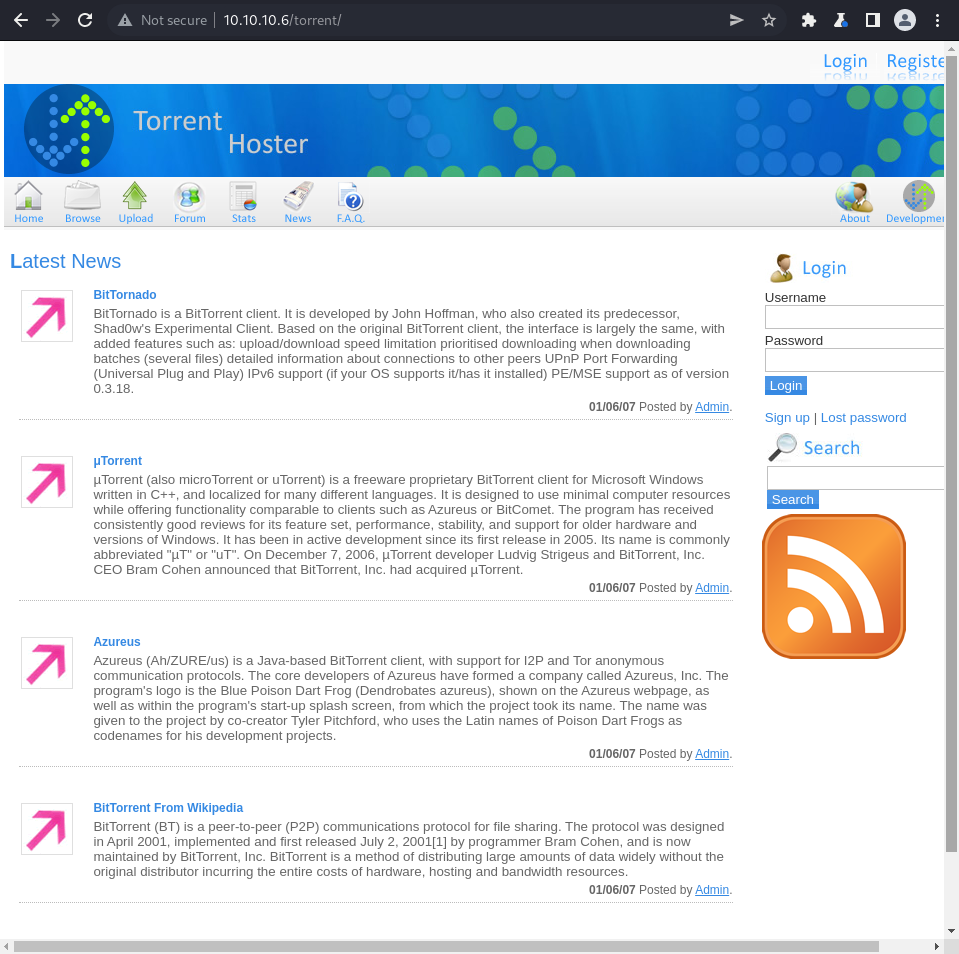 Not secure | 10.10.10.6/torrent/
Login Registe
Torrent
Hoster
Home Browse Upload Forum Stats News F.A.Q. About Developmen
Latest News
BitTornado
BitTornado is a BitTorrent client. It is developed by John Hoffman, who also created its predecessor,
Shad0w's Experimental Client. Based on the original BitTorrent client, the interface is largely the same, with
added features such as: upload/download speed limitation prioritised downloading when downloading
batches (several files) detailed information about connections to other peers UPnP Port Forwarding
(Universal Plug and Play) IPv6 support (if your OS supports it/has it installed) PE/MSE support as of version
0.3.18.
01/06/07 Posted by Admin.
µTorrent
µTorrent (also microTorrent or uTorrent) is a freeware proprietary BitTorrent client for Microsoft Windows
written in C++, and localized for many different languages. It is designed to use minimal computer resources
while offering functionality comparable to clients such as Azureus or BitComet. The program has received
consistently good reviews for its feature set, performance, stability, and support for older hardware and
versions of Windows. It has been in active development since its first release in 2005. Its name is commonly
abbreviated "µT" or "uT". On December 7, 2006, µTorrent developer Ludvig Strigeus and BitTorrent, Inc.
CEO Bram Cohen announced that BitTorrent, Inc. had acquired µTorrent.
01/06/07 Posted by Admin.
Azureus
Azureus (Ah/ZURE/us) is a Java-based BitTorrent client, with support for I2P and Tor anonymous
communication protocols. The core developers of Azureus have formed a company called Azureus, Inc. The
program's logo is the Blue Poison Dart Frog (Dendrobates azureus), shown on the Azureus webpage, as
well as within the program's start-up splash screen, from which the project took its name. The name was
given to the project by co-creator Tyler Pitchford, who uses the Latin names of Poison Dart Frogs as
codenames for his development projects.
01/06/07 Posted by Admin.
BitTorrent From Wikipedia
BitTorrent (BT) is a peer-to-peer (P2P) communications protocol for file sharing. The protocol was designed
in April 2001, implemented and first released July 2, 2001[1] by programmer Bram Cohen, and is now
maintained by BitTorrent, Inc. BitTorrent is a method of distributing large amounts of data widely without the
original distributor incurring the entire costs of hardware, hosting and bandwidth resources.
01/06/07 Posted by Admin.
Login
Username
Password
Login
Sign up | Lost password
Search
Search